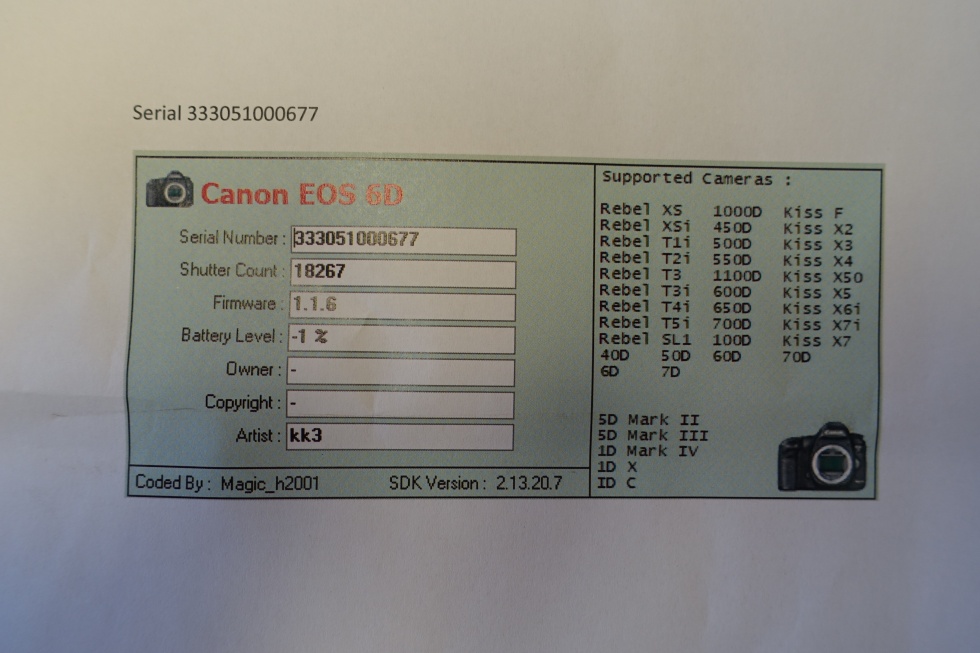 Serial 333051000677
Canon EOS 6D
Serial Number : 333051000677
Shutter Count : 18267
Firmware : 1.1.6
Battery Level : -1 %
Owner : -
Copyright : -
Artist : kk3
Coded By : Magic_h2001 SDK Version : 2.13.20.7
Supported Cameras :
Rebel XS 1000D Kiss F
Rebel XSi 450D Kiss X2
Rebel T1i 500D Kiss X3
Rebel T2i 550D Kiss X4
Rebel T3 1100D Kiss X50
Rebel T3i 600D Kiss X5
Rebel T4i 650D Kiss X6i
Rebel T5i 700D Kiss X7i
Rebel SL1 100D Kiss X7
40D 50D 60D 70D
6D 7D
5D Mark II
5D Mark III
1D Mark IV
1D X
ID C